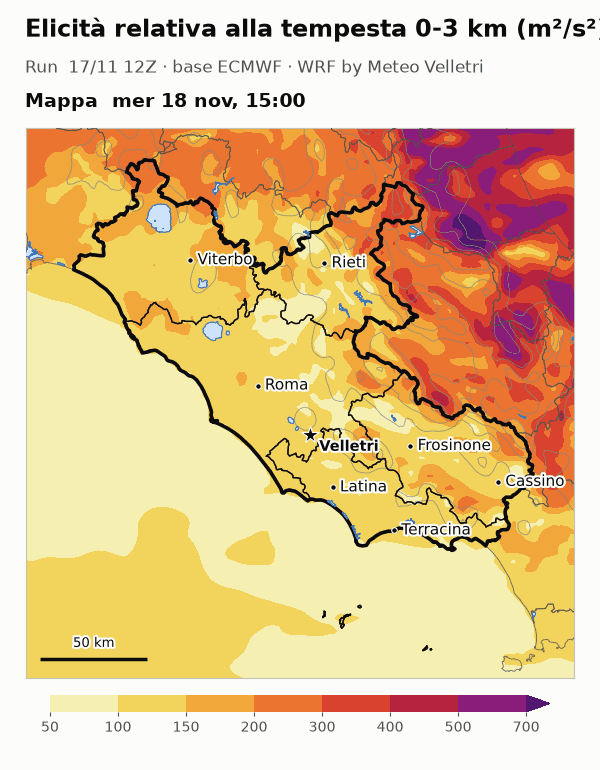 Elicità relativa alla tempesta 0-3 km (m²/s²)
Run 17/11 12Z · base ECMWF · WRF by Meteo Velletri
Mappa mer 18 nov, 15:00
Viterbo
Rieti
Roma
Velletri
Frosinone
Cassino
Latina
Terracina
50 km
50 100 150 200 300 400 500 700